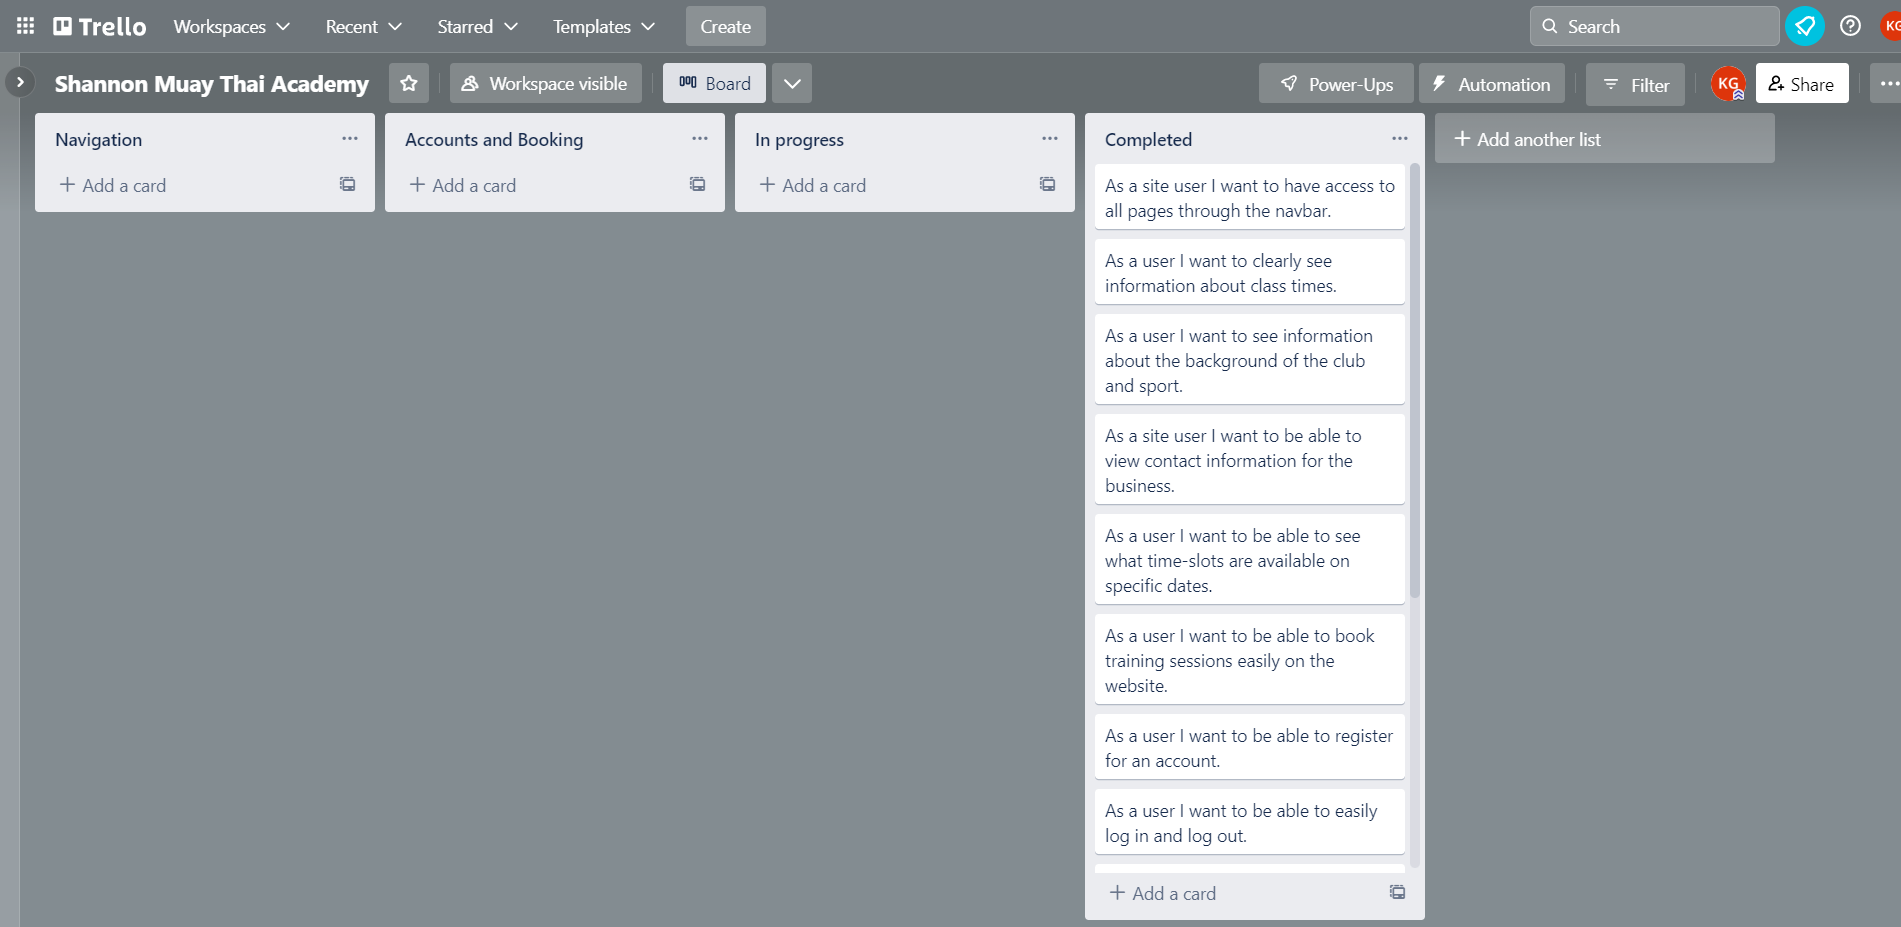 Trello Workspaces Recent Starred Templates Create Search KG
Shannon Muay Thai Academy Workspace visible Board Power-Ups Automation Filter KG Share
Navigation
Add a card
Accounts and Booking
Add a card
In progress
Add a card
Completed
As a site user I want to have access to
all pages through the navbar.
As a user I want to clearly see
information about class times.
As a user I want to see information
about the background of the club
and sport.
As a site user I want to be able to
view contact information for the
business.
As a user I want to be able to see
what time-slots are available on
specific dates.
As a user I want to be able to book
training sessions easily on the
website.
As a user I want to be able to register
for an account.
As a user I want to be able to easily
log in and log out.
Add a card
Add another list